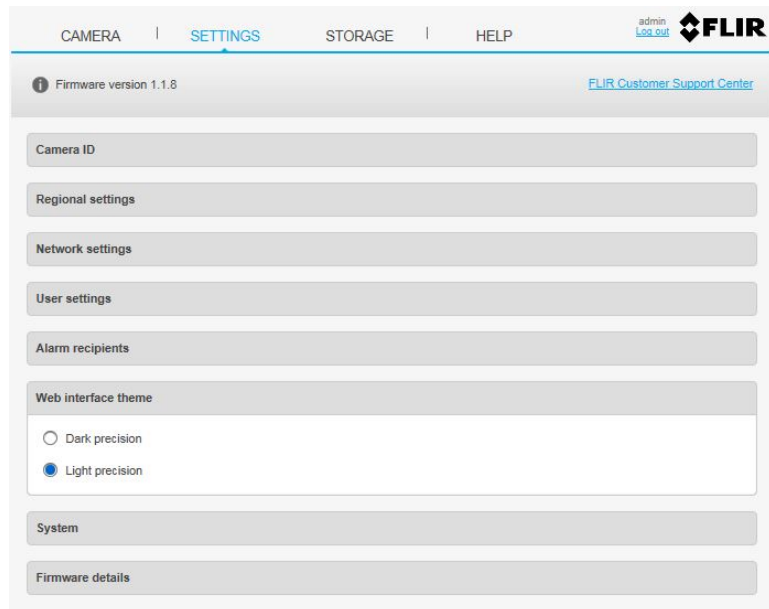 CAMERA | SETTINGS STORAGE | HELP
admin
Log out
FLIR
Firmware version 1.1.8 FLIR Customer Support Center
Camera ID
Regional settings
Network settings
User settings
Alarm recipients
Web interface theme
Dark precision
Light precision
System
Firmware details